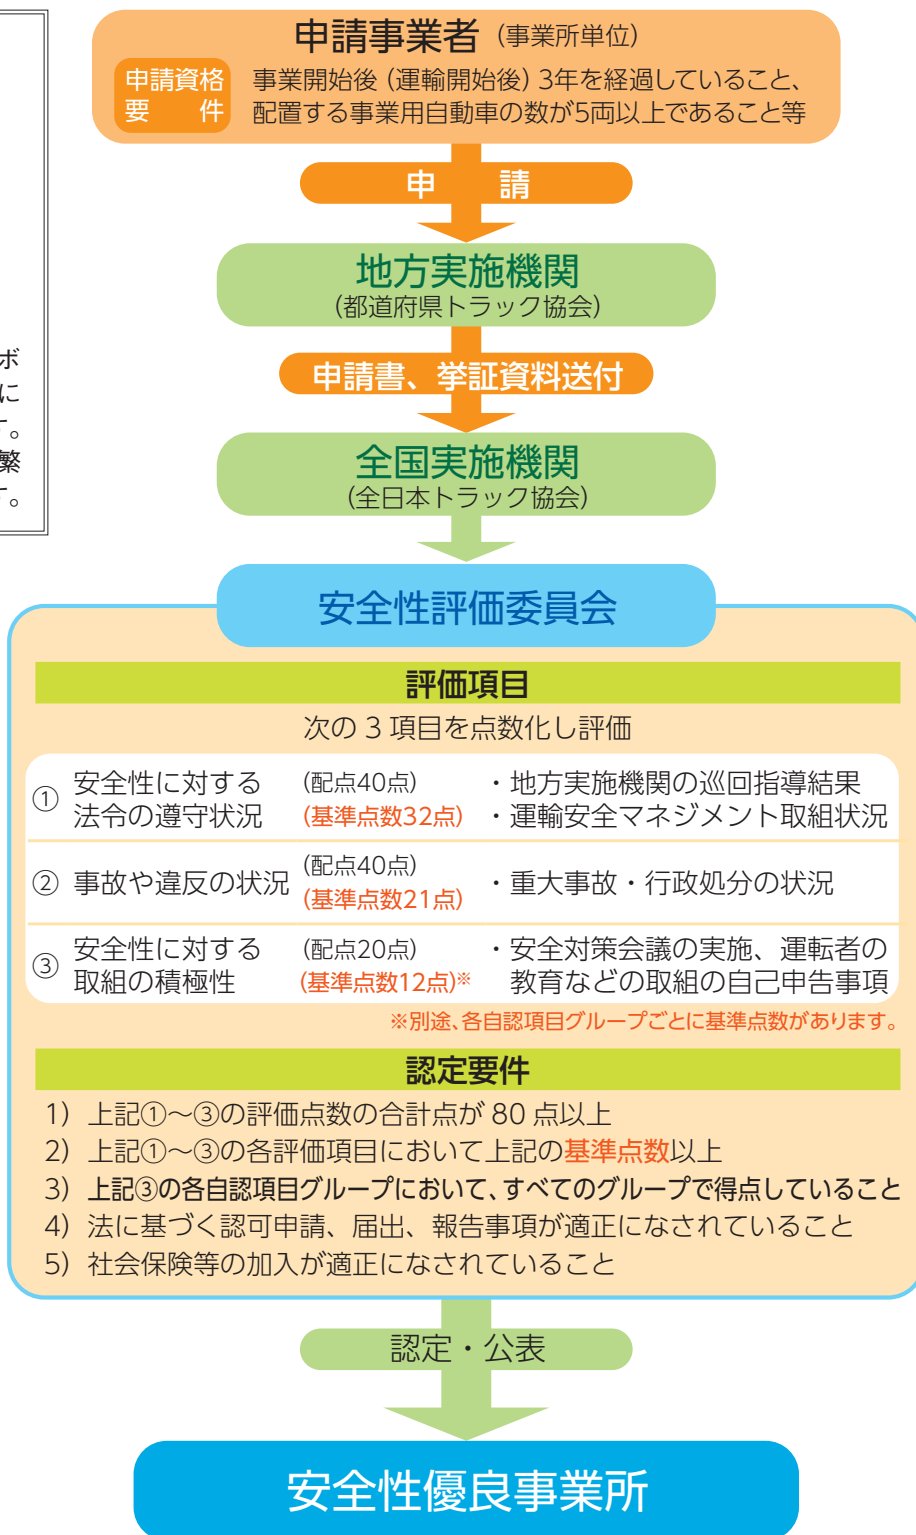 申請事業者（事業所単位）
申請資格要件
事業開始後（運輸開始後）3年を経過していること、
配置する事業用自動車の数が5両以上であること等
申　請
地方実施機関
（都道府県トラック協会）
申請書、挙証資料送付
ボ
に
す。
繁
す。
全国実施機関
（全日本トラック協会）
安全性評価委員会
評価項目
次の 3 項目を点数化し評価
① 安全性に対する法令の遵守状況
（配点40点）
（基準点数32点）
・地方実施機関の巡回指導結果
・運輸安全マネジメント取組状況
② 事故や違反の状況
（配点40点）
（基準点数21点）
・重大事故・行政処分の状況
③ 安全性に対する取組の積極性
（配点20点）
（基準点数12点）※
・安全対策会議の実施、運転者の
教育などの取組の自己申告事項
※別途、各自認項目グループごとに基準点数があります。
認定要件
1）上記①～③の評価点数の合計点が 80 点以上
2）上記①～③の各評価項目において上記の基準点数以上
3）上記③の各自認項目グループにおいて、すべてのグループで得点していること
4）法に基づく認可申請、届出、報告事項が適正になされていること
5）社会保険等の加入が適正になされていること
認定・公表
安全性優良事業所